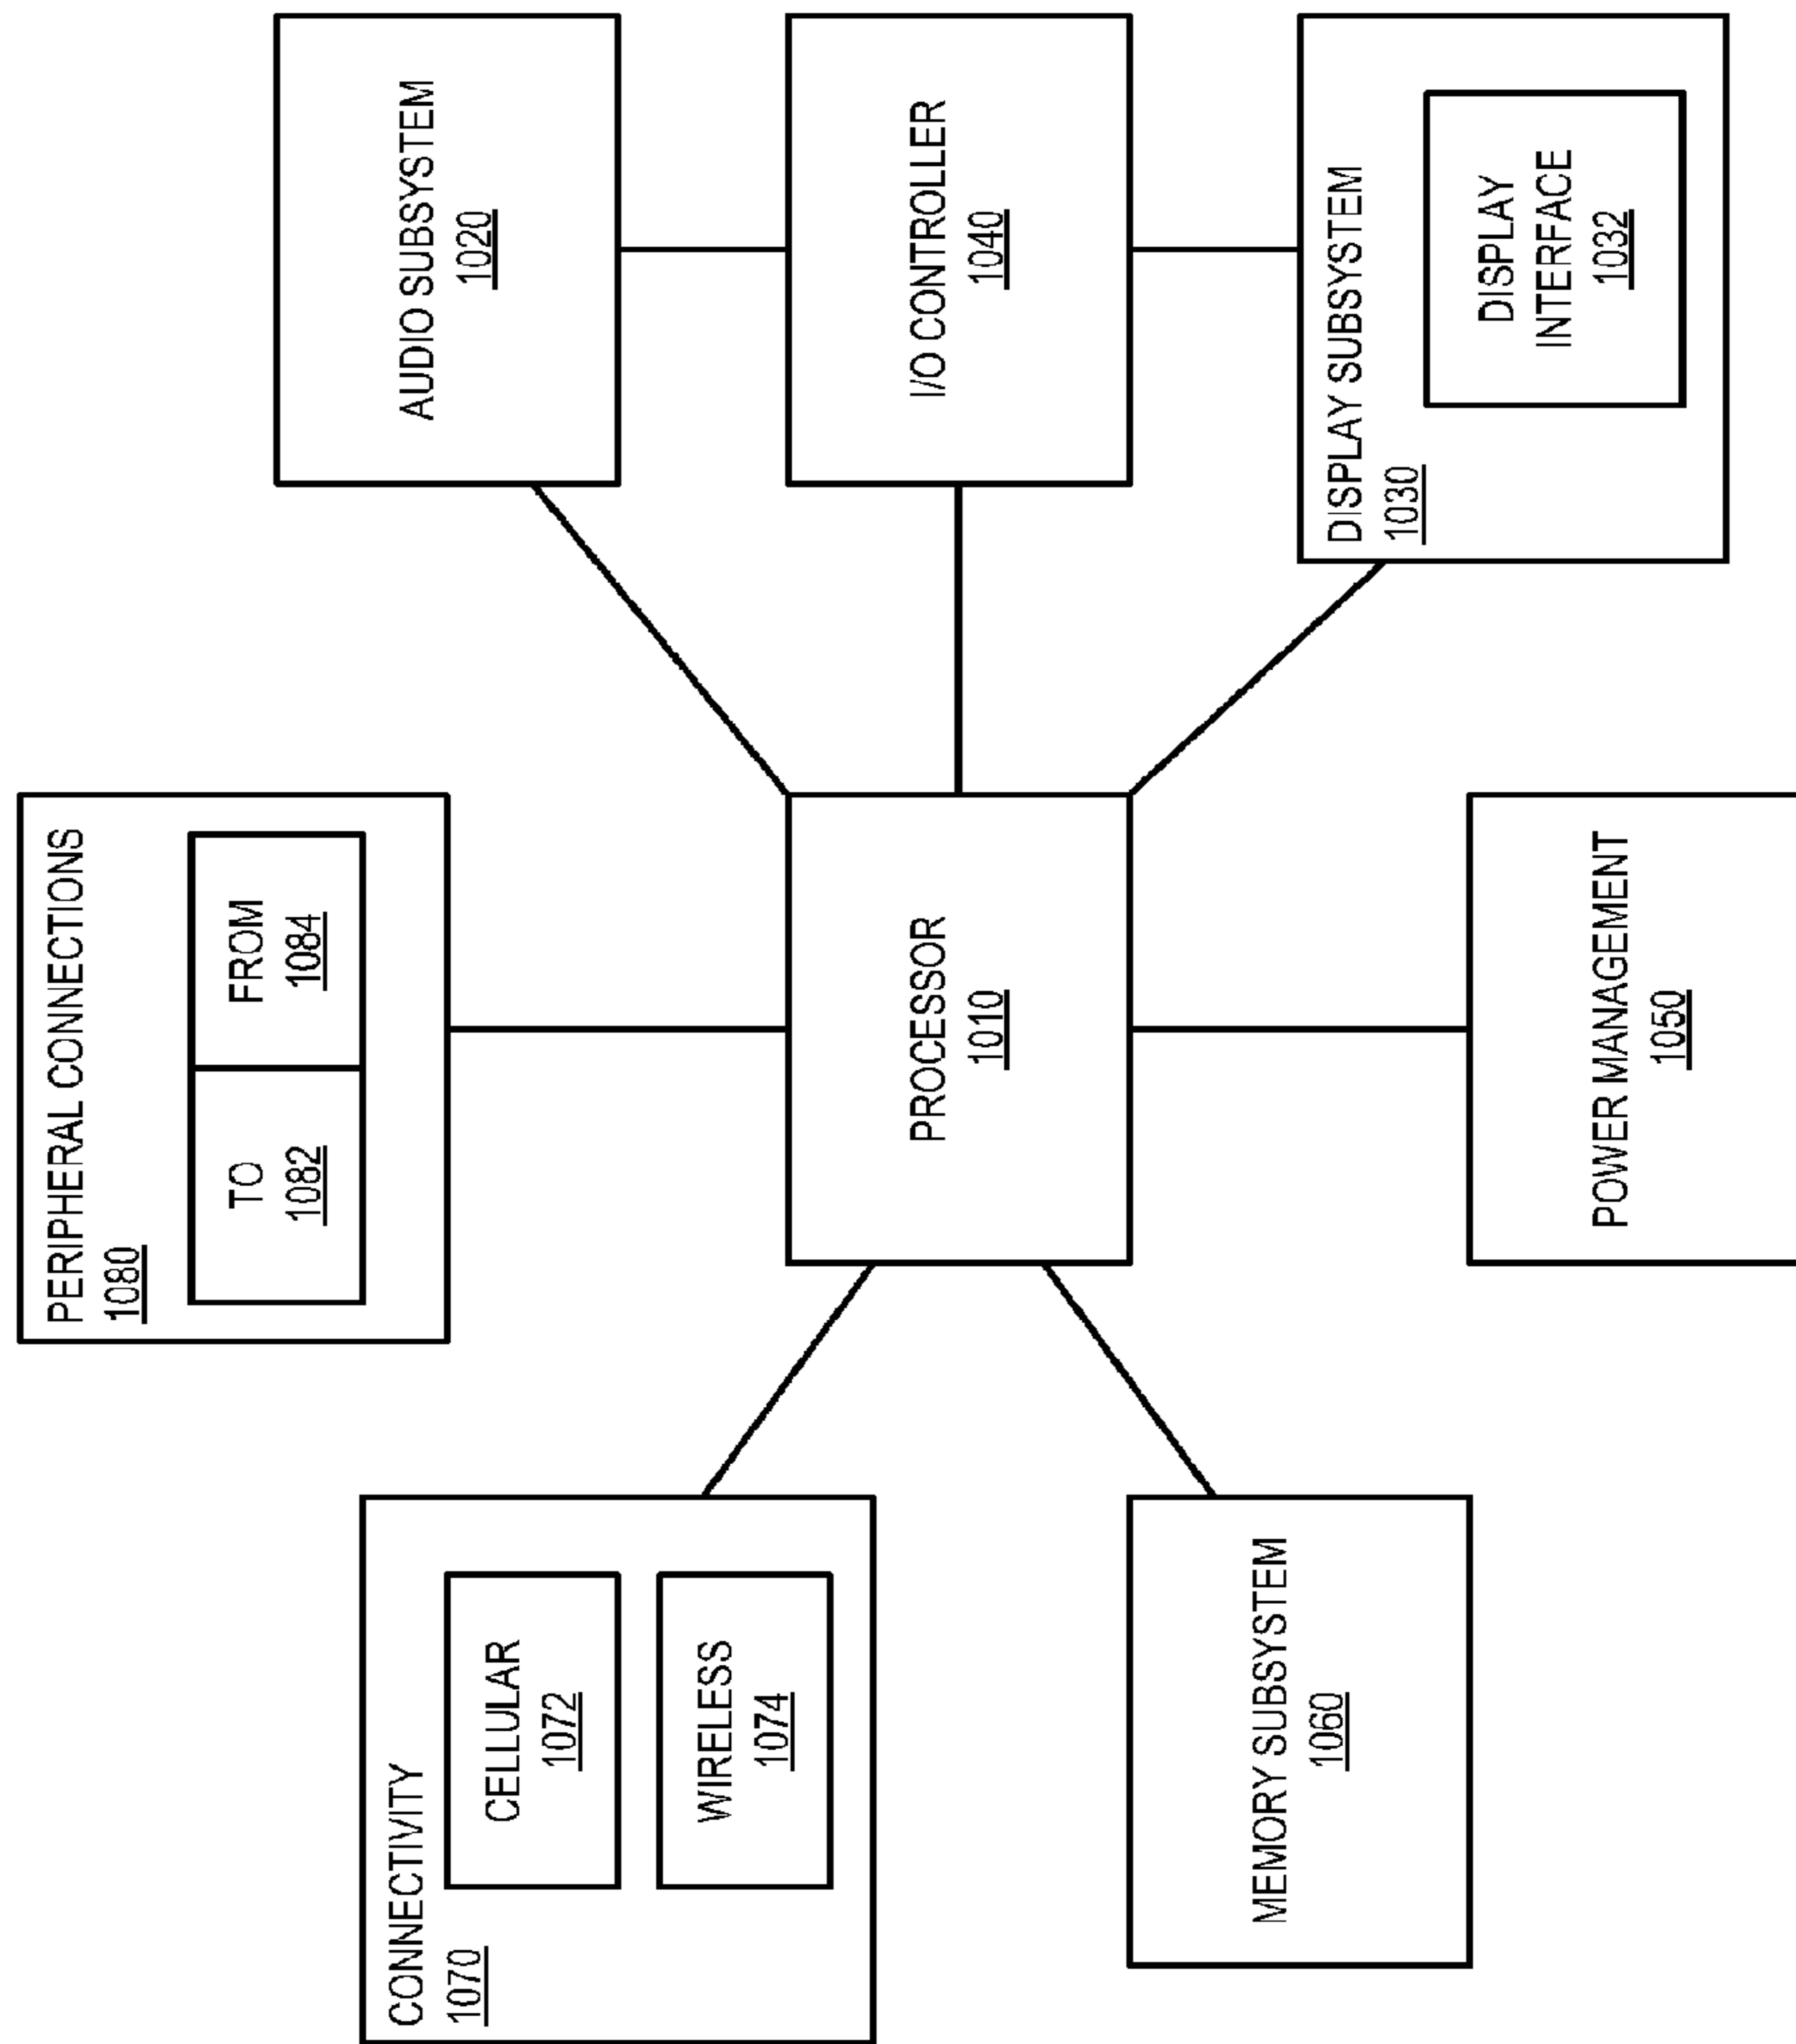 PERIPHERAL CONNECTIONS
1080
TO
1082
FROM
1084
CONNECTIVITY
1070
CELLULAR
1072
WIRELESS
1074
AUDIO SUBSYSTEM
1020
PROCESSOR
1010
I/O CONTROLLER
1040
MEMORY SUBSYSTEM
1060
DISPLAY SUBSYSTEM
1030
DISPLAY
INTERFACE
1032
POWER MANAGEMENT
1050